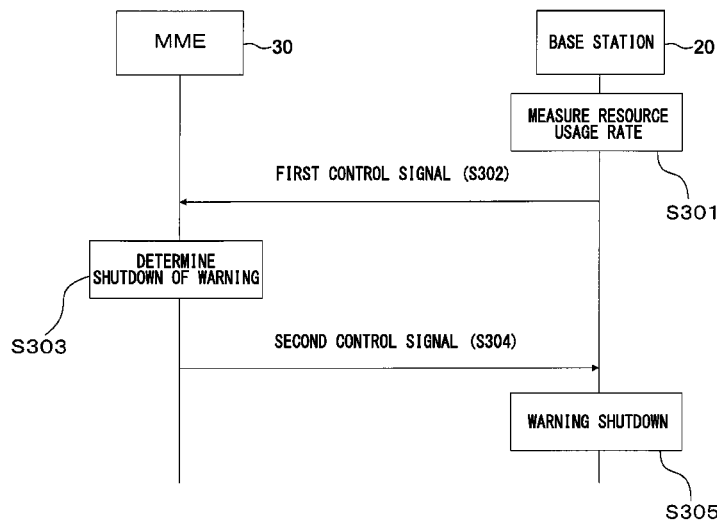 MME
30
BASE STATION
20
MEASURE RESOURCE
USAGE RATE
S301
FIRST CONTROL SIGNAL (S302)
DETERMINE
SHUTDOWN OF WARNING
S303
SECOND CONTROL SIGNAL (S304)
WARNING SHUTDOWN
S305